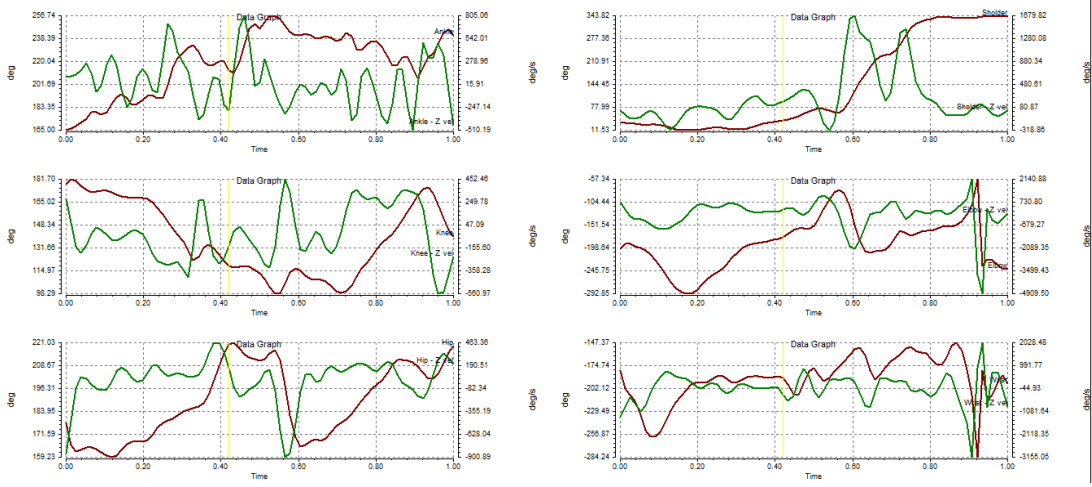 Data Graph
256.74
238.39
220.04
201.69
183.35
165.00
deg
805.06
542.01
278.96
15.91
-247.14
-510.19
deg/s
Ankle
Ankle - Z vel
0.00 0.20 0.40 0.60 0.80 1.00
Time
Data Graph
343.82
277.36
210.91
144.45
77.99
11.53
deg
1679.82
1280.08
880.34
480.61
80.87
-318.86
deg/s
Sholder
Sholder - Z vel
0.00 0.20 0.40 0.60 0.80 1.00
Time
Data Graph
181.70
165.02
148.34
131.66
114.97
98.29
deg
452.46
249.78
47.09
-155.60
-358.28
-560.97
deg/s
Knee
Knee - Z vel
0.00 0.20 0.40 0.60 0.80 1.00
Time
Data Graph
-57.34
-104.44
-151.54
-198.64
-245.75
-292.85
deg
2140.88
730.80
-679.27
-2089.35
-3499.43
-4909.50
deg/s
Elbow - Z vel
Elbow
0.00 0.20 0.40 0.60 0.80 1.00
Time
Data Graph
221.03
208.67
196.31
183.95
171.59
159.23
deg
463.36
190.51
-82.34
-355.19
-628.04
-900.89
deg/s
Hip
Hip - Z vel
0.00 0.20 0.40 0.60 0.80 1.00
Time
Data Graph
-147.37
-174.74
-202.12
-229.49
-256.87
-284.24
deg
2028.48
991.77
-44.93
-1081.64
-2118.35
-3155.05
deg/s
Wrist
Wrist - Z vel
0.00 0.20 0.40 0.60 0.80 1.00
Time